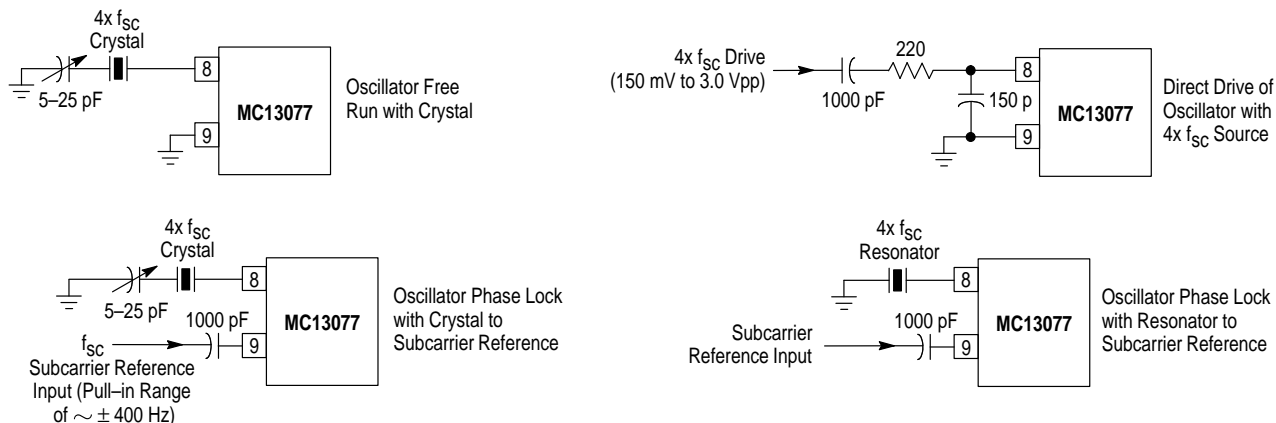 4x fSC
Crystal
5–25 pF
8
9
MC13077
Oscillator Free
Run with Crystal
4x fSC Drive
(150 mV to 3.0 Vpp)
1000 pF
220
150 p
8
9
MC13077
Direct Drive of
Oscillator with
4x fSC Source
4x fSC
Crystal
5–25 pF
1000 pF
8
9
MC13077
fSC
Subcarrier Reference
Input (Pull–in Range
of ∼ ± 400 Hz)
Oscillator Phase Lock
with Crystal to
Subcarrier Reference
4x fSC
Resonator
8
9
MC13077
1000 pF
Subcarrier
Reference Input
Oscillator Phase Lock
with Resonator to
Subcarrier Reference